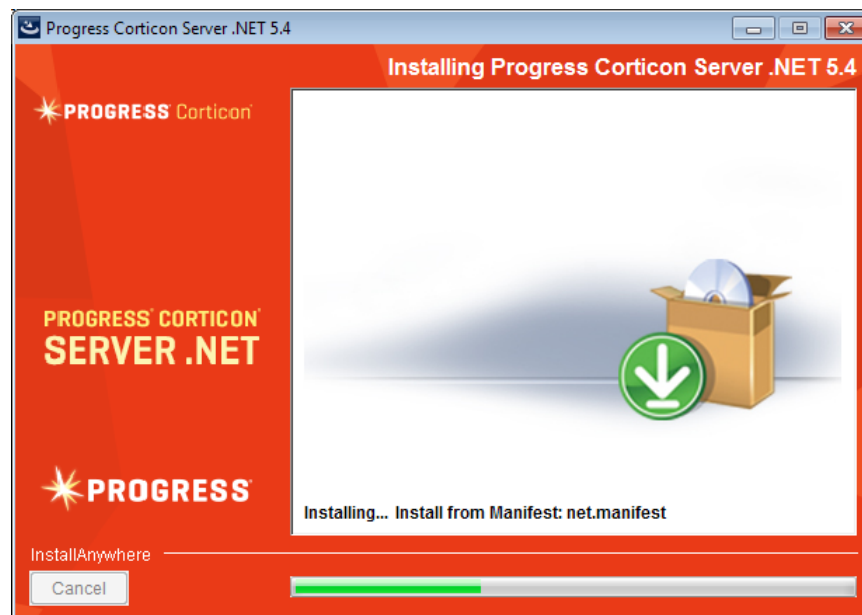 Progress Corticon Server .NET 5.4
Installing Progress Corticon Server .NET 5.4
PROGRESS Corticon
PROGRESS CORTICON
SERVER .NET
PROGRESS
Installing... Install from Manifest: net.manifest
InstallAnywhere
Cancel